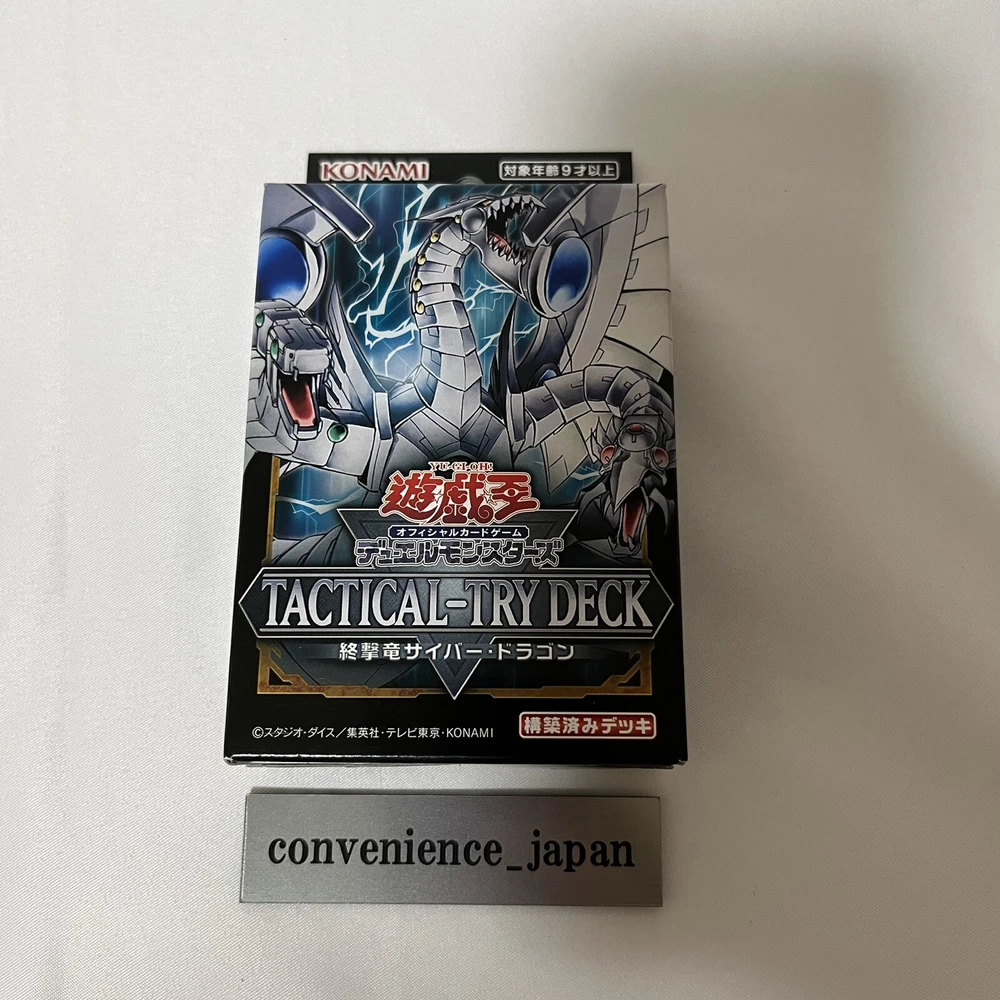 KONAMI
対象年齢9才以上
YU-GI-OH!
遊戯王
オフィシャルカードゲーム
デュエルモンスターズ
TACTICAL-TRY DECK
終撃竜サイバー・ドラゴン
©スタジオ・ダイス/集英社・テレビ東京・KONAMI
構築済みデッキ
convenience_japan